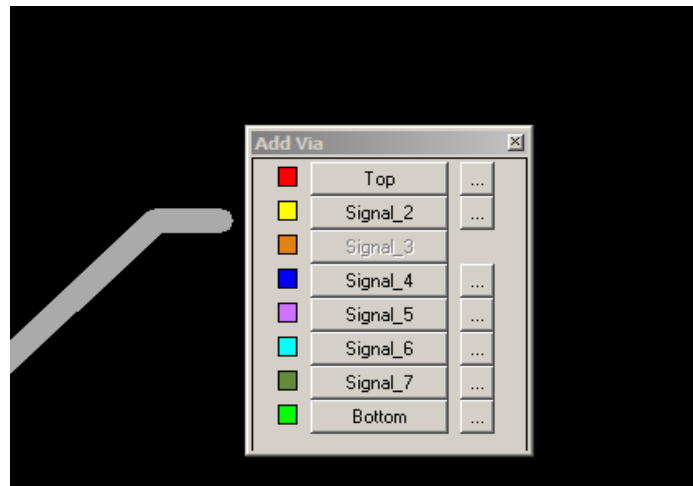 Add Via
Top ...
Signal_2 ...
Signal_3
Signal_4 ...
Signal_5 ...
Signal_6 ...
Signal_7 ...
Bottom ...